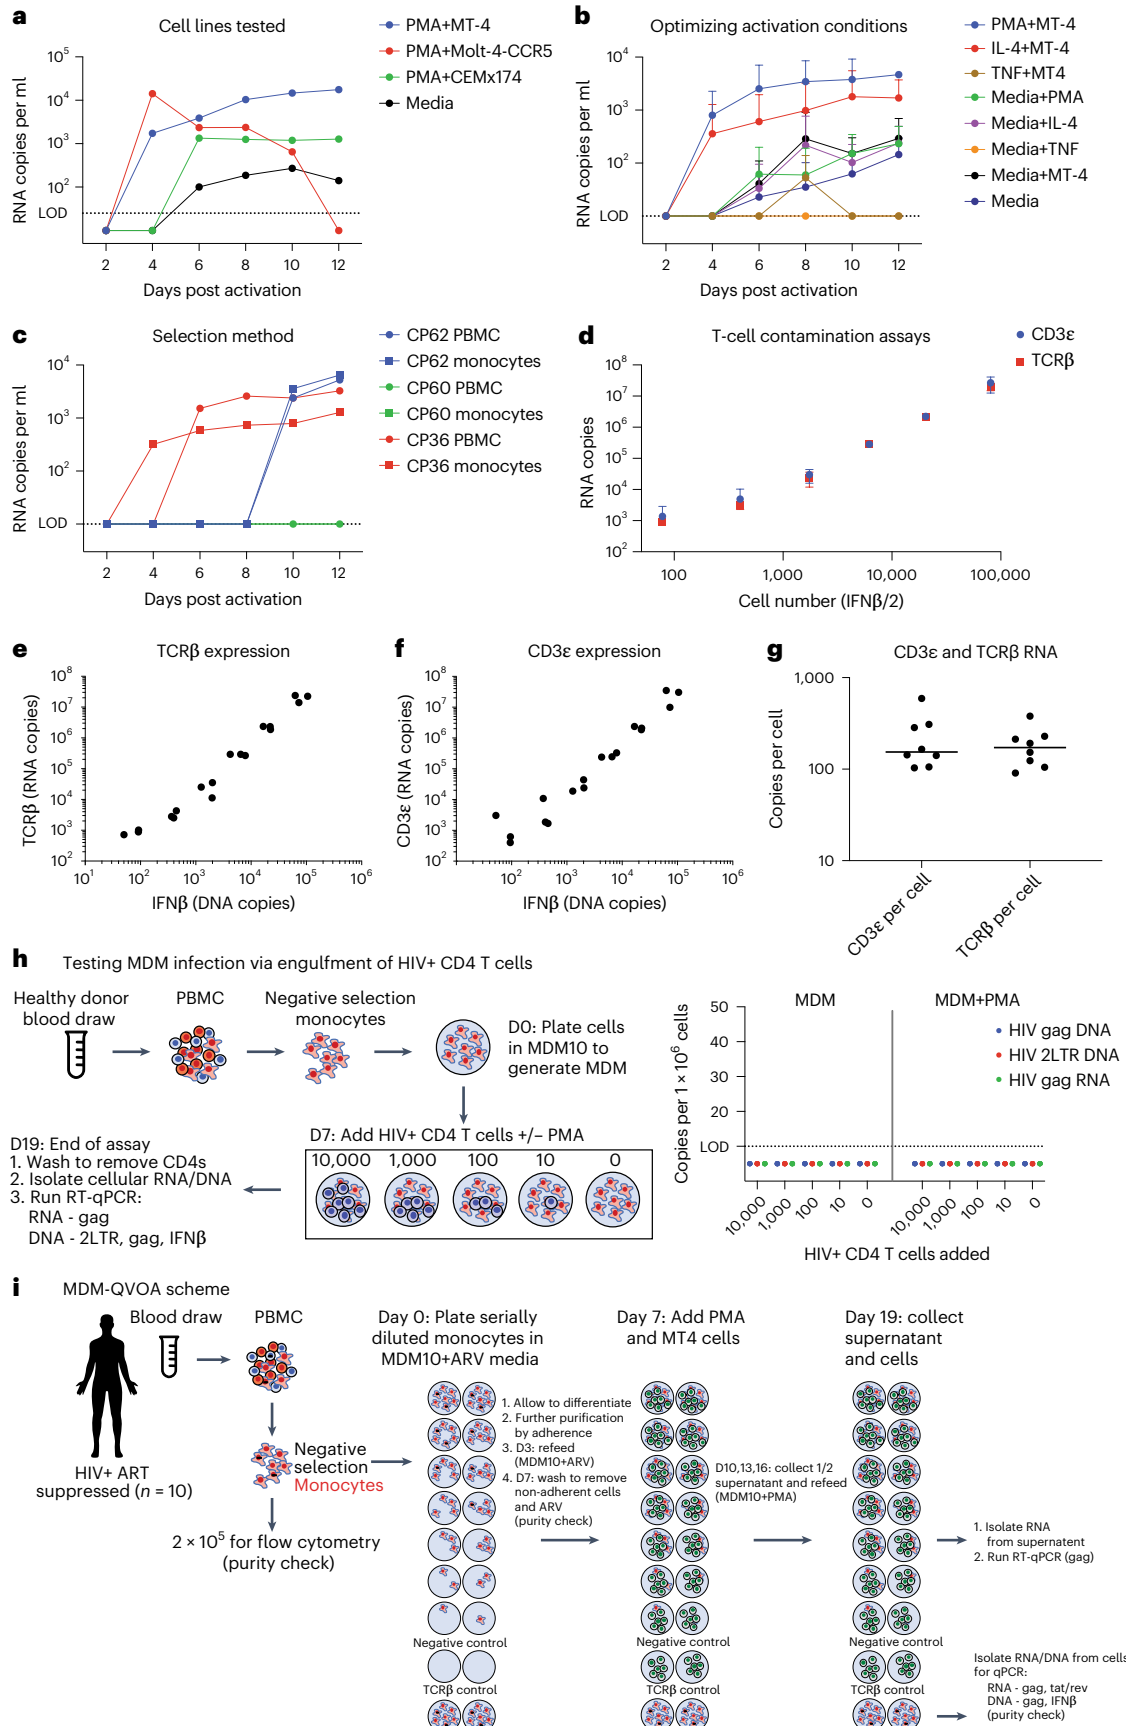 a
Cell lines tested
RNA copies per ml
10^5
10^4
10^3
10^2
LOD
2 4 6 8 10 12
Days post activation
PMA+MT-4
PMA+Molt-4-CCR5
PMA+CEMx174
Media
b
Optimizing activation conditions
RNA copies per ml
10^4
10^3
10^2
LOD
2 4 6 8 10 12
Days post activation
PMA+MT-4
IL-4+MT-4
TNF+MT4
Media+PMA
Media+IL-4
Media+TNF
Media+MT-4
Media
c
Selection method
RNA copies per ml
10^4
10^3
10^2
LOD
2 4 6 8 10 12
Days post activation
CP62 PBMC
CP62 monocytes
CP60 PBMC
CP60 monocytes
CP36 PBMC
CP36 monocytes
d
T-cell contamination assays
RNA copies
10^8
10^7
10^6
10^5
10^4
10^3
10^2
100 1,000 10,000 100,000
Cell number (IFNβ/2)
CD3ε
TCRβ
e
TCRβ expression
TCRβ (RNA copies)
10^8
10^7
10^6
10^5
10^4
10^3
10^2
10^1 10^2 10^3 10^4 10^5 10^6
IFNβ (DNA copies)
f
CD3ε expression
CD3ε (RNA copies)
10^8
10^7
10^6
10^5
10^4
10^3
10^2
10^2 10^3 10^4 10^5 10^6
IFNβ (DNA copies)
g
CD3ε and TCRβ RNA
Copies per cell
1,000
100
10
CD3ε per cell
TCRβ per cell
h
Testing MDM infection via engulfment of HIV+ CD4 T cells
Healthy donor
blood draw
PBMC
Negative selection
monocytes
D0: Plate cells
in MDM10 to
generate MDM
D7: Add HIV+ CD4 T cells +/− PMA
10,000 1,000 100 10 0
D19: End of assay
1. Wash to remove CD4s
2. Isolate cellular RNA/DNA
3. Run RT-qPCR:
RNA - gag
DNA - 2LTR, gag, IFNβ
Copies per 1 × 10^6 cells
50
40
30
20
LOD
MDM
MDM+PMA
HIV gag DNA
HIV 2LTR DNA
HIV gag RNA
10,000 1,000 100 10 0
10,000 1,000 100 10 0
HIV+ CD4 T cells added
i
MDM-QVOA scheme
Blood draw
PBMC
HIV+ ART
suppressed (n = 10)
Negative
selection
Monocytes
2 × 10^5 for flow cytometry
(purity check)
Day 0: Plate serially
diluted monocytes in
MDM10+ARV media
1. Allow to differentiate
2. Further purification
by adherence
3. D3: refeed
(MDM10+ARV)
4. D7: wash to remove
non-adherent cells
and ARV
(purity check)
Negative control
TCRβ control
Day 7: Add PMA
and MT4 cells
D10,13,16: collect 1/2
supernatant and refeed
(MDM10+PMA)
Negative control
TCRβ control
Day 19: collect
supernatant
and cells
1. Isolate RNA
from supernatant
2. Run RT-qPCR (gag)
Negative control
TCRβ control
Isolate RNA/DNA from cells
for qPCR:
RNA - gag, tat/rev
DNA - gag, IFNβ
(purity check)